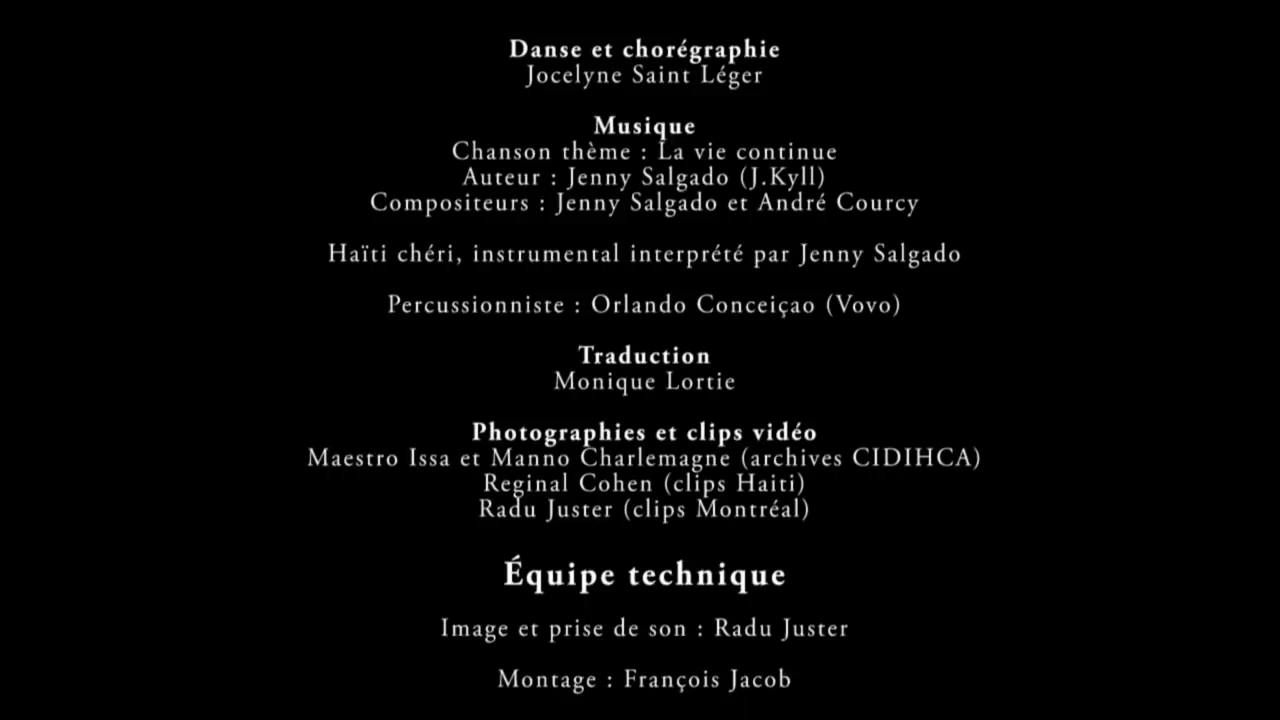 Danse et chorégraphie
Jocelyne Saint Léger
Musique
Chanson thème : La vie continue
Auteur : Jenny Salgado (J.Kyll)
Compositeurs : Jenny Salgado et André Courcy
Haïti chéri, instrumental interprété par Jenny Salgado
Percussionniste : Orlando Conceiçao (Vovo)
Traduction
Monique Lortie
Photographies et clips vidéo
Maestro Issa et Manno Charlemagne (archives CIDIHCA)
Reginal Cohen (clips Haiti)
Radu Juster (clips Montréal)
Équipe technique
Image et prise de son : Radu Juster
Montage : François Jacob